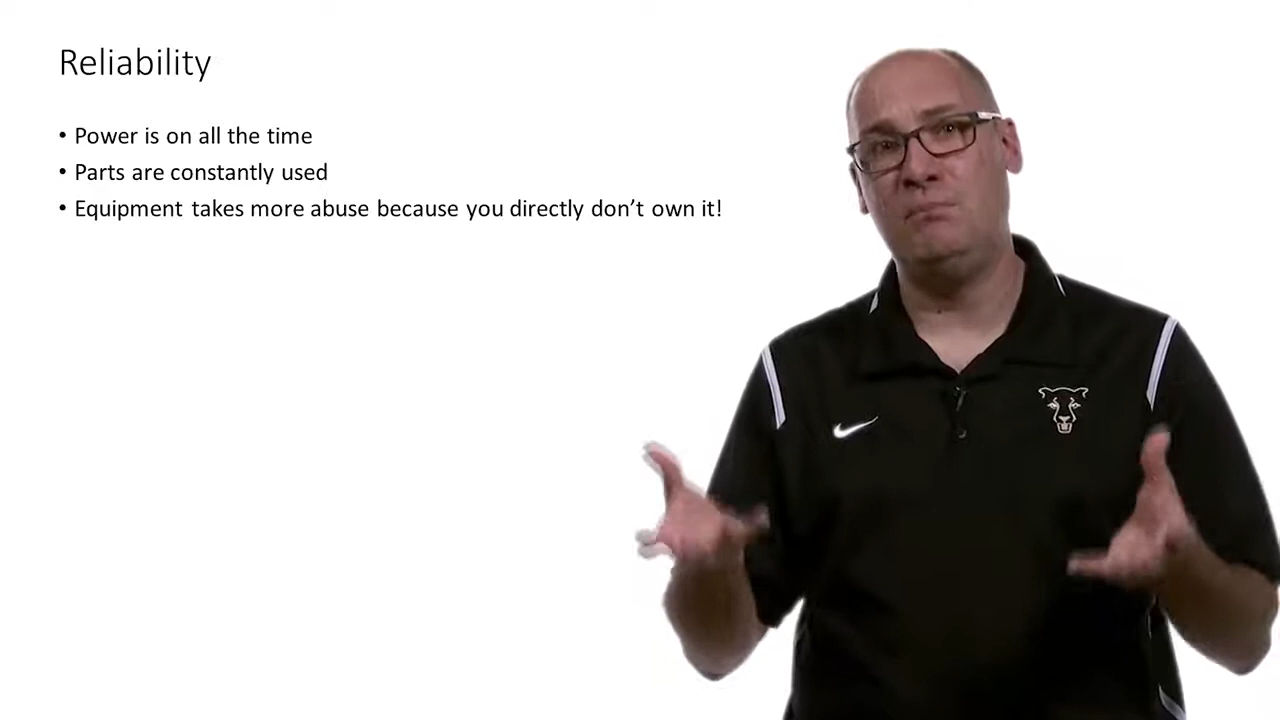 Reliability
• Power is on all the time
• Parts are constantly used
• Equipment takes more abuse because you directly don’t own it!